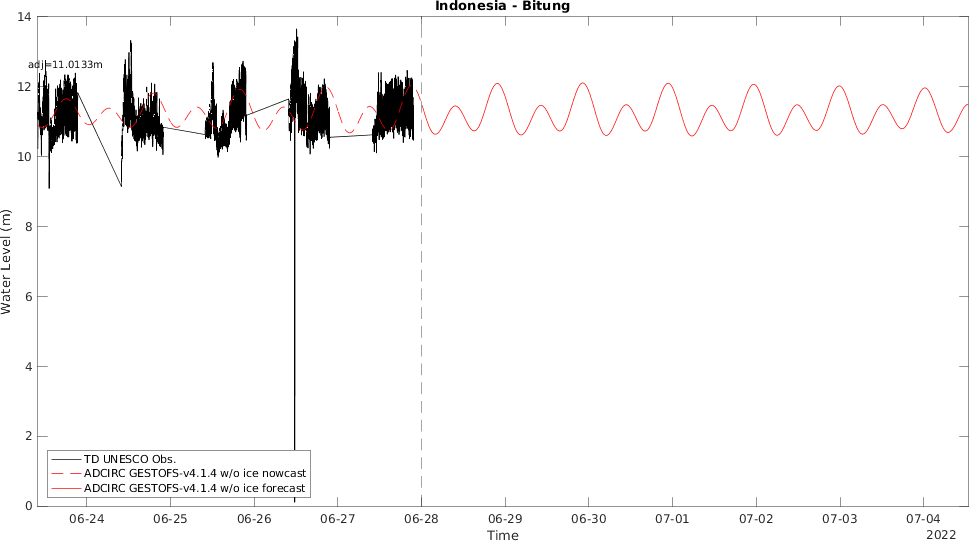 Indonesia - Bitung
14
12
10
8
6
4
2
0
Water Level (m)
adj=11.0133m
TD UNESCO Obs.
ADCIRC GESTOFS-v4.1.4 w/o ice nowcast
ADCIRC GESTOFS-v4.1.4 w/o ice forecast
06-24 06-25 06-26 06-27 06-28 06-29 06-30 07-01 07-02 07-03 07-04
Time
2022